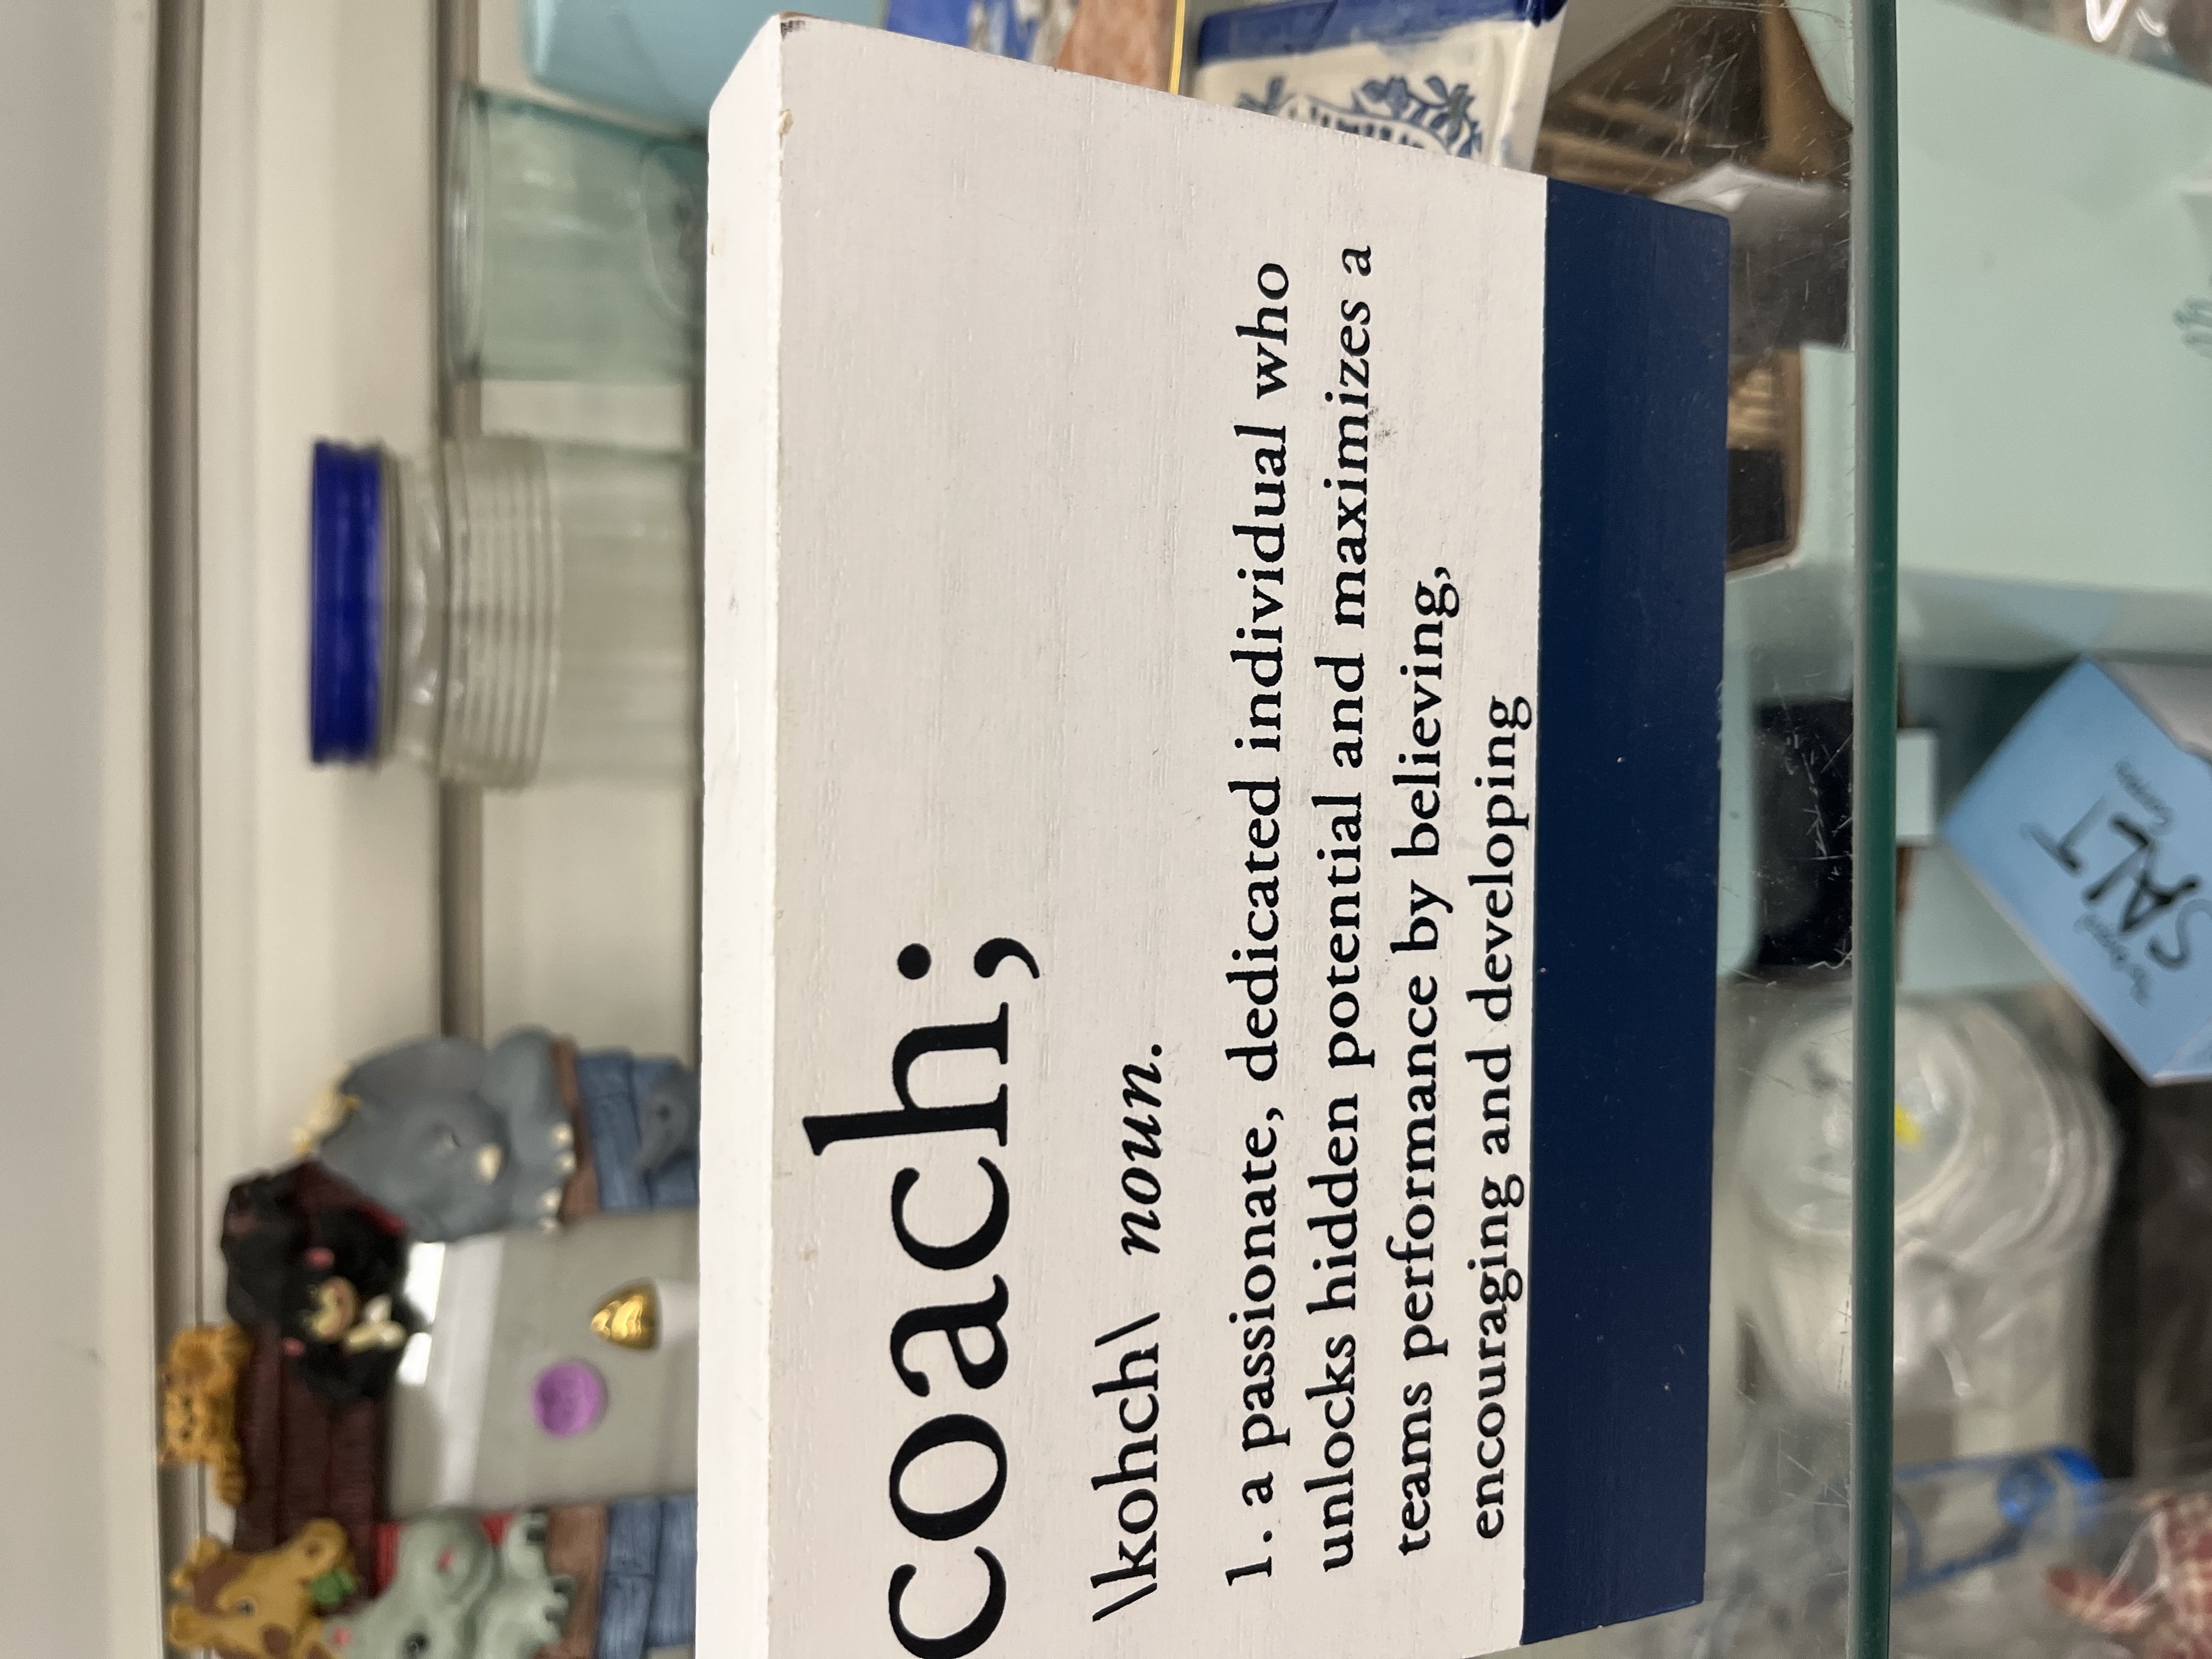 coach;
\kohch\ noun.
1. a passionate, dedicated individual who
unlocks hidden potential and maximizes a
teams performance by believing,
encouraging and developing
SALT